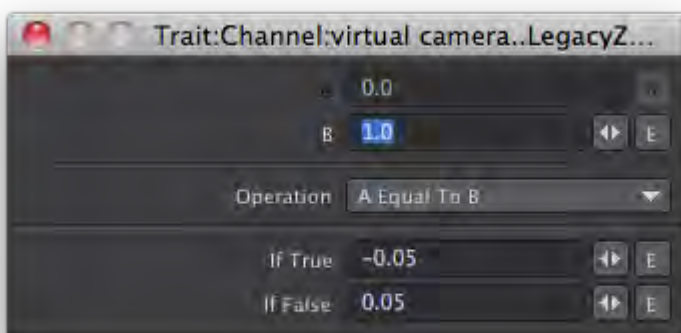 Trait:Channel:virtual camera..LegacyZ...
0.0
B 1.0 E
Operation A Equal To B
If True -0.05 E
If False 0.05 E